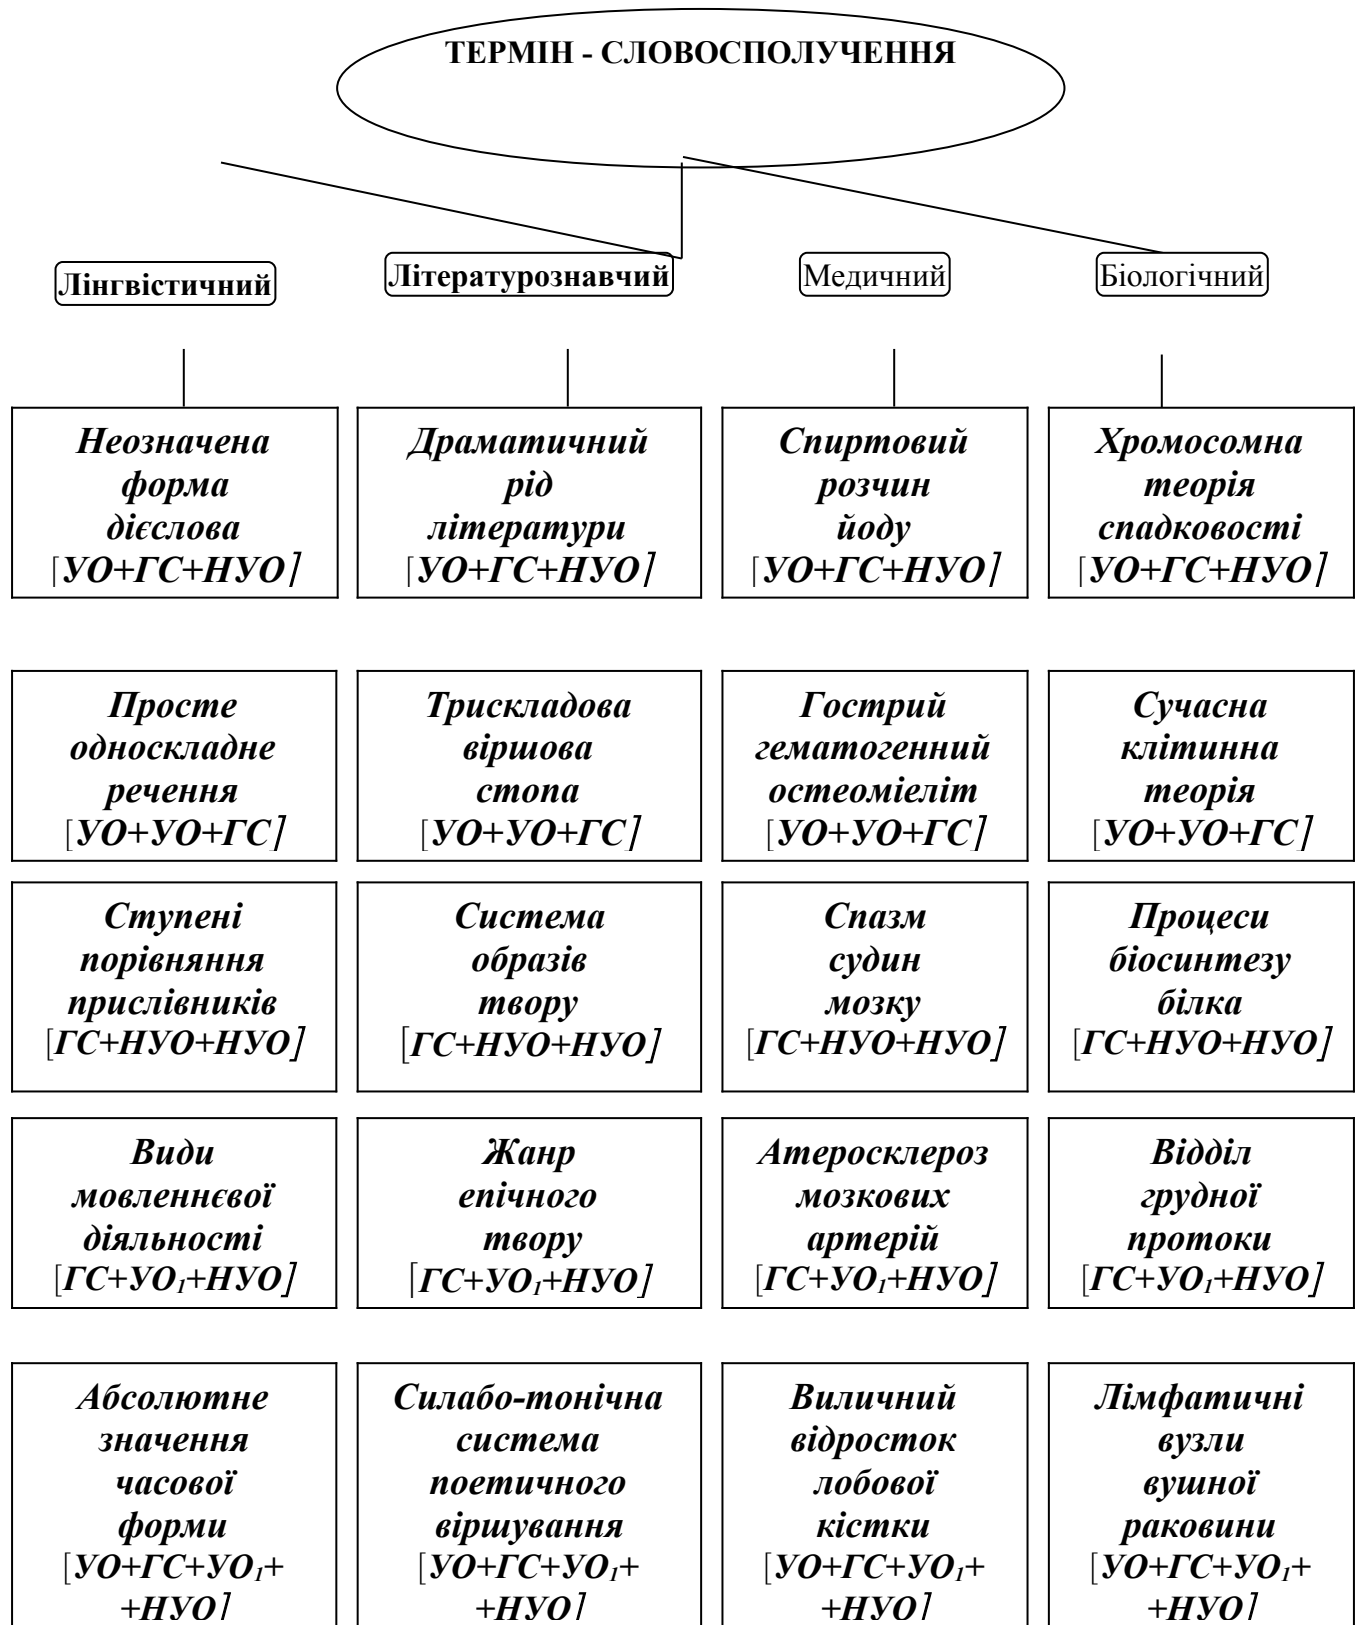 ТЕРМІН - СЛОВОСПОЛУЧЕННЯ
Лінгвістичний
Літературознавчий
Медичний
Біологічний
Неозначена
форма
дієслова
[УО+ГС+НУО]
Драматичний
рід
літератури
[УО+ГС+НУО]
Спиртовий
розчин
йоду
[УО+ГС+НУО]
Хромосомна
теорія
спадковості
[УО+ГС+НУО]
Просте
односкладне
речення
[УО+УО+ГС]
Трискладова
віршова
стопа
[УО+УО+ГС]
Гострий
гематогенний
остеомієліт
[УО+УО+ГС]
Сучасна
клітинна
теорія
[УО+УО+ГС]
Ступені
порівняння
прислівників
[ГС+НУО+НУО]
Система
образів
твору
[ГС+НУО+НУО]
Спазм
судин
мозку
[ГС+НУО+НУО]
Процеси
біосинтезу
білка
[ГС+НУО+НУО]
Види
мовленнєвої
діяльності
[ГС+УО₁+НУО]
Жанр
епічного
твору
[ГС+УО₁+НУО]
Атеросклероз
мозкових
артерій
[ГС+УО₁+НУО]
Відділ
грудної
протоки
[ГС+УО₁+НУО]
Абсолютне
значення
часової
форми
[УО+ГС+УО₁+
+НУО]
Силабо-тонічна
система
поетичного
віршування
[УО+ГС+УО₁+
+НУО]
Виличний
відросток
лобової
кістки
[УО+ГС+УО₁+
+НУО]
Лімфатичні
вузли
вушної
раковини
[УО+ГС+УО₁+
+НУО]